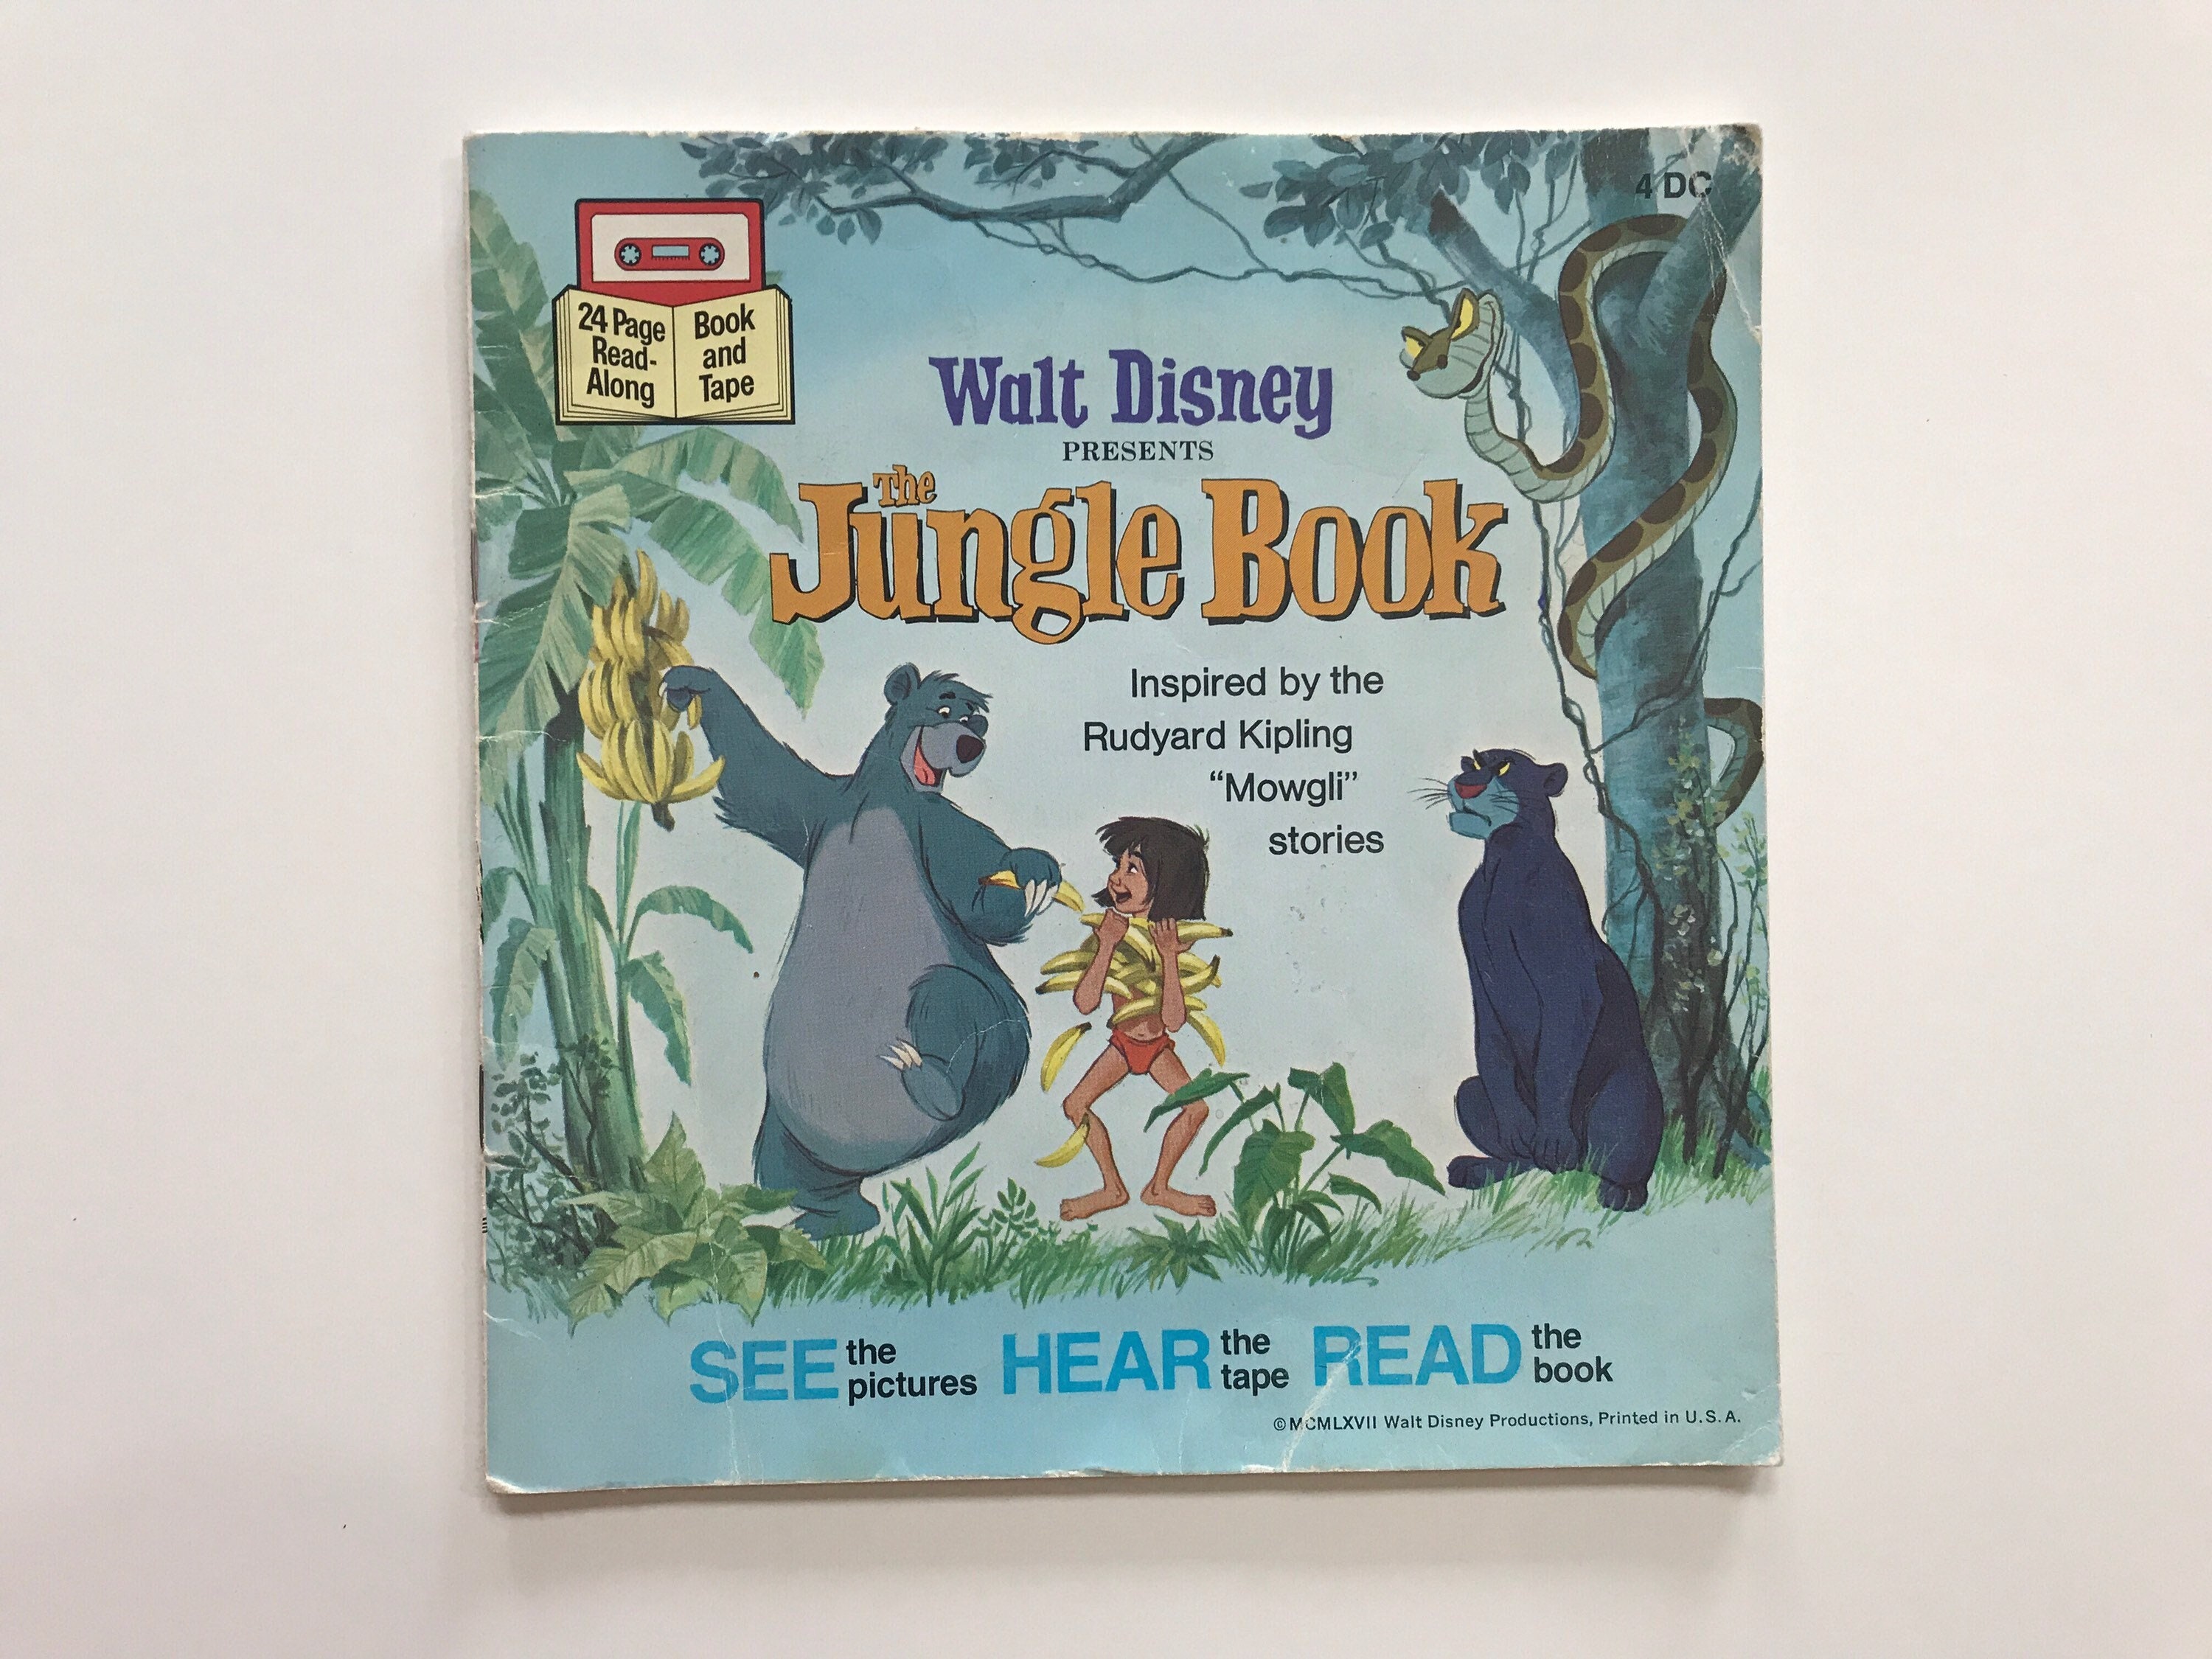 4 DC
24 Page
Read-
Along
Book
and
Tape
Walt Disney
PRESENTS
The
Jungle Book
Inspired by the
Rudyard Kipling
“Mowgli”
stories
SEE the pictures HEAR the tape READ the book
©MCMLXVII Walt Disney Productions, Printed in U.S.A.